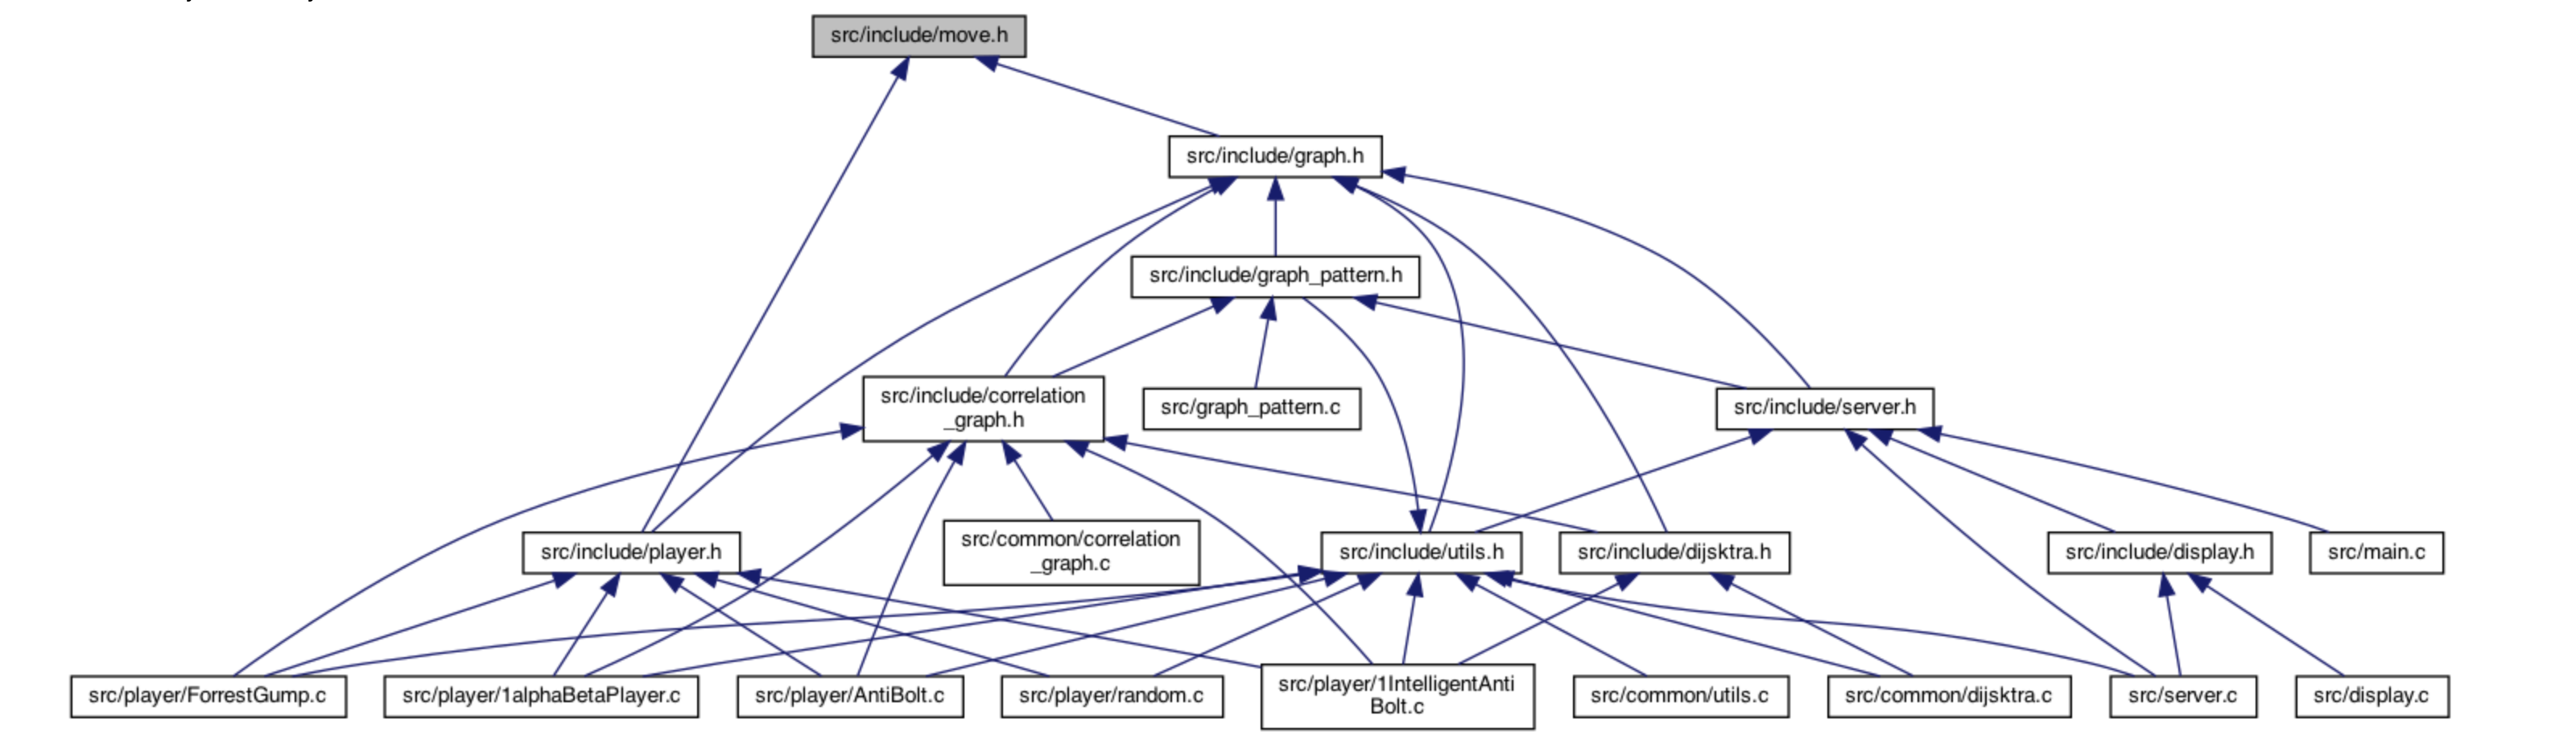 src/include/move.h
src/include/graph.h
src/include/graph_pattern.h
src/include/correlation
_graph.h
src/graph_pattern.c
src/include/server.h
src/include/player.h
src/common/correlation
_graph.c
src/include/utils.h
src/include/dijsktra.h
src/include/display.h
src/main.c
src/player/ForrestGump.c
src/player/1alphaBetaPlayer.c
src/player/AntiBolt.c
src/player/random.c
src/player/1IntelligentAnti
Bolt.c
src/common/utils.c
src/common/dijsktra.c
src/server.c
src/display.c